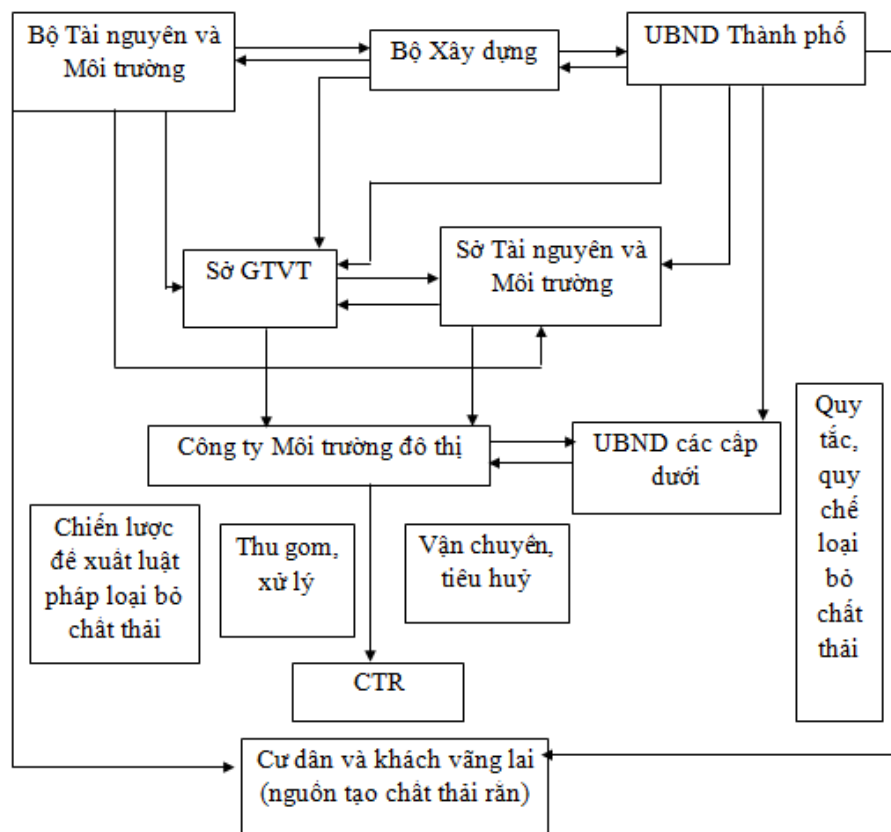 Bộ Tài nguyên và
Môi trường
Bộ Xây dựng
UBND Thành phố
Sở GTVT
Sở Tài nguyên và
Môi trường
Công ty Môi trường đô thị
UBND các cấp
dưới
Quy
tắc,
quy
chế
loại
bỏ
chất
thải
Chiến lược
đề xuất luật
pháp loại bỏ
chất thải
Thu gom,
xử lý
Vận chuyển,
tiêu huỷ
CTR
Cư dân và khách vãng lai
(nguồn tạo chất thải rắn)